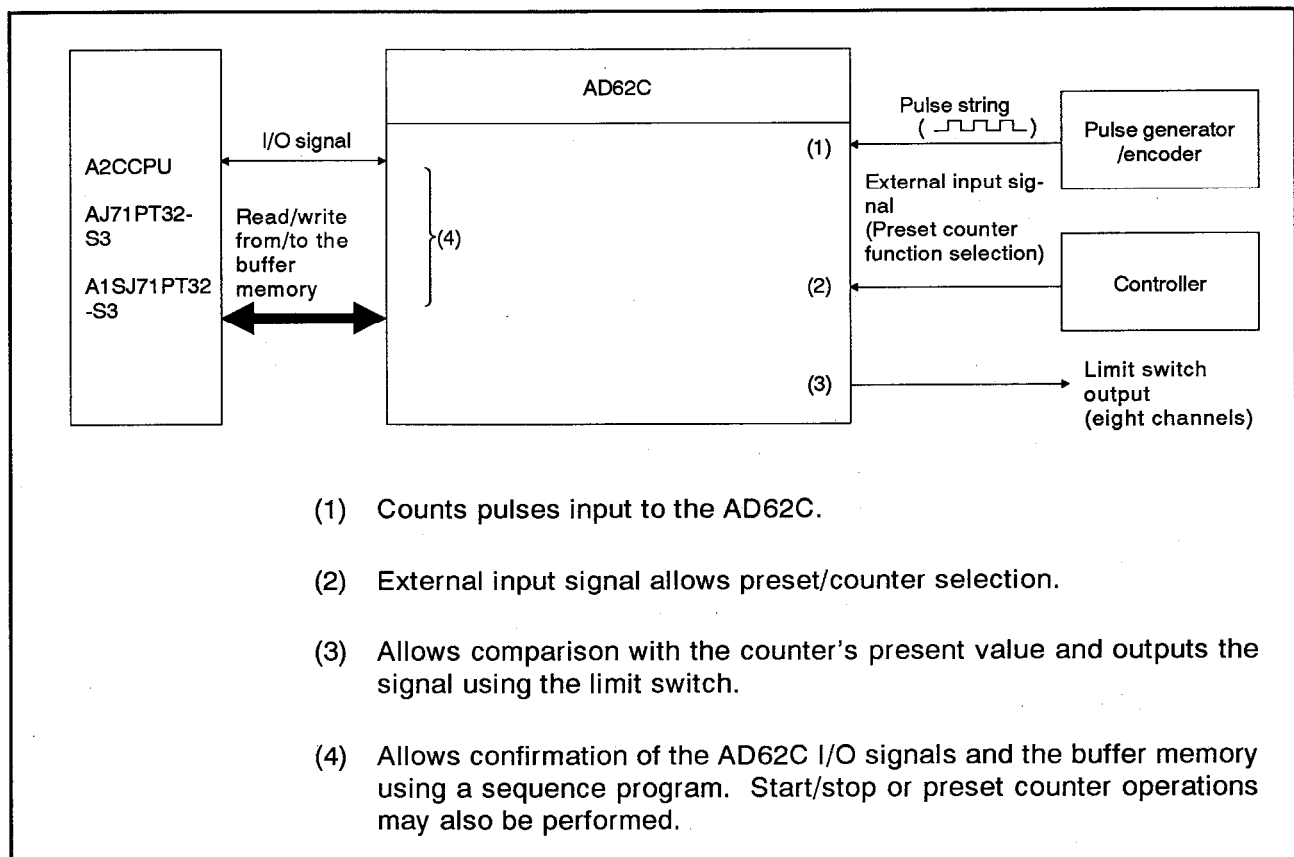 AD62C
A2CCPU
AJ71PT32-
S3
A1SJ71PT32
-S3
I/O signal
Read/write
from/to the
buffer
memory
(4)
(1)
(2)
(3)
Pulse string
( )
External input sig-
nal
(Preset counter
function selection)
Pulse generator
/encoder
Controller
Limit switch
output
(eight channels)
(1) Counts pulses input to the AD62C.
(2) External input signal allows preset/counter selection.
(3) Allows comparison with the counter's present value and outputs the
signal using the limit switch.
(4) Allows confirmation of the AD62C I/O signals and the buffer memory
using a sequence program. Start/stop or preset counter operations
may also be performed.